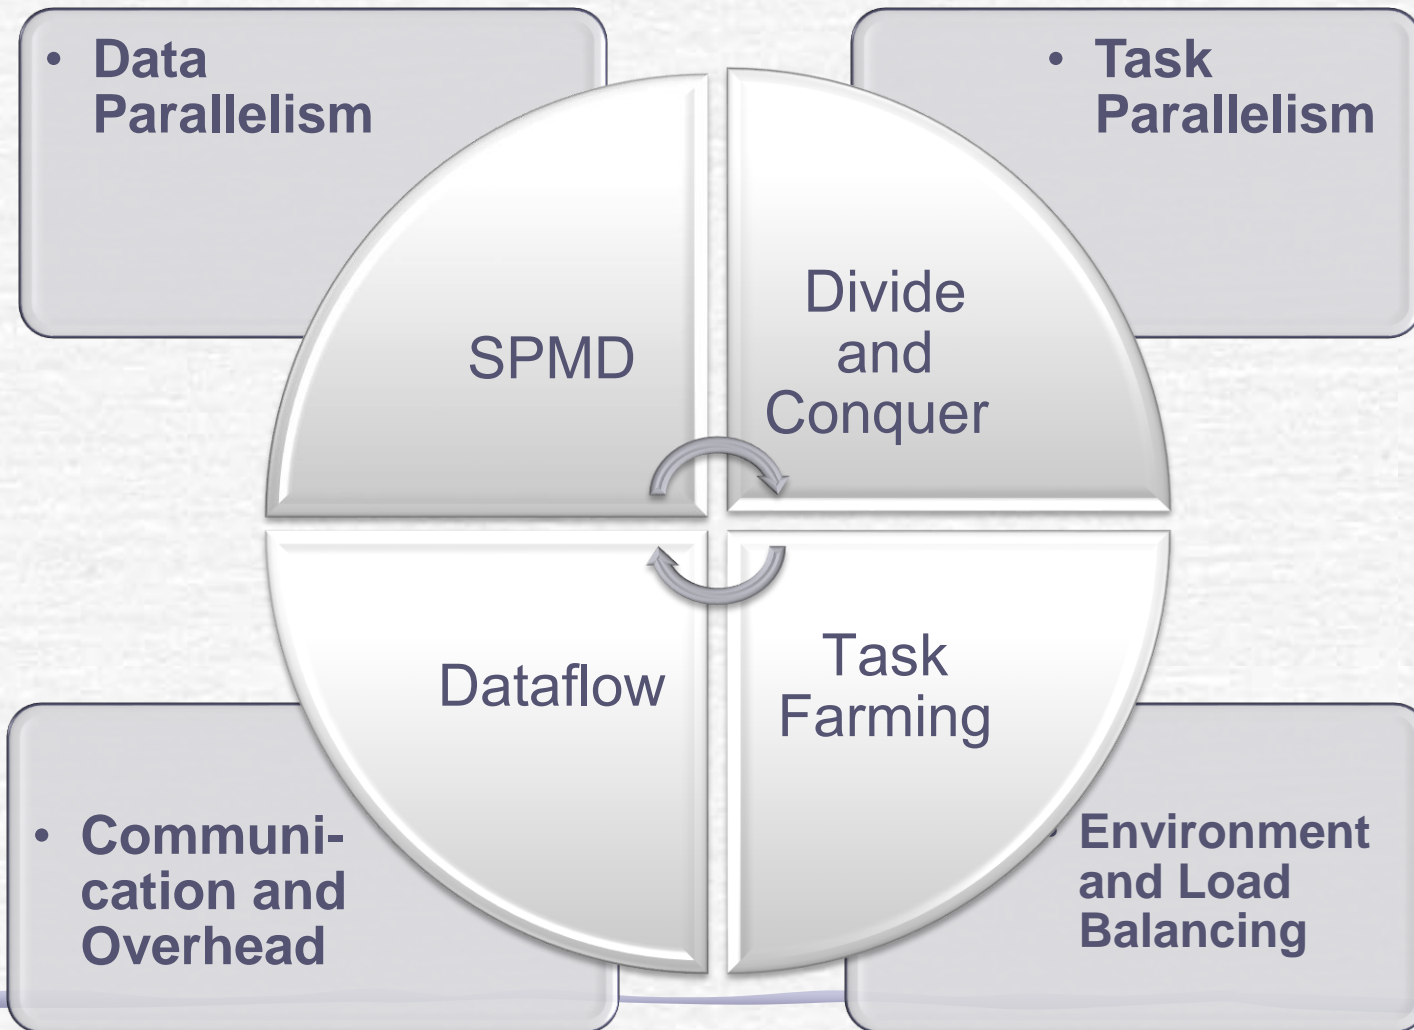 • Data
Parallelism
• Task
Parallelism
SPMD
Divide
and
Conquer
Dataflow
Task
Farming
• Communi-
cation and
Overhead
• Environment
and Load
Balancing